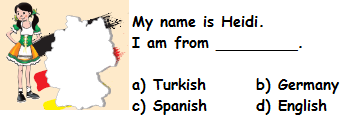 My name is Heidi.
I am from _________.
a) Turkish b) Germany
c) Spanish d) English